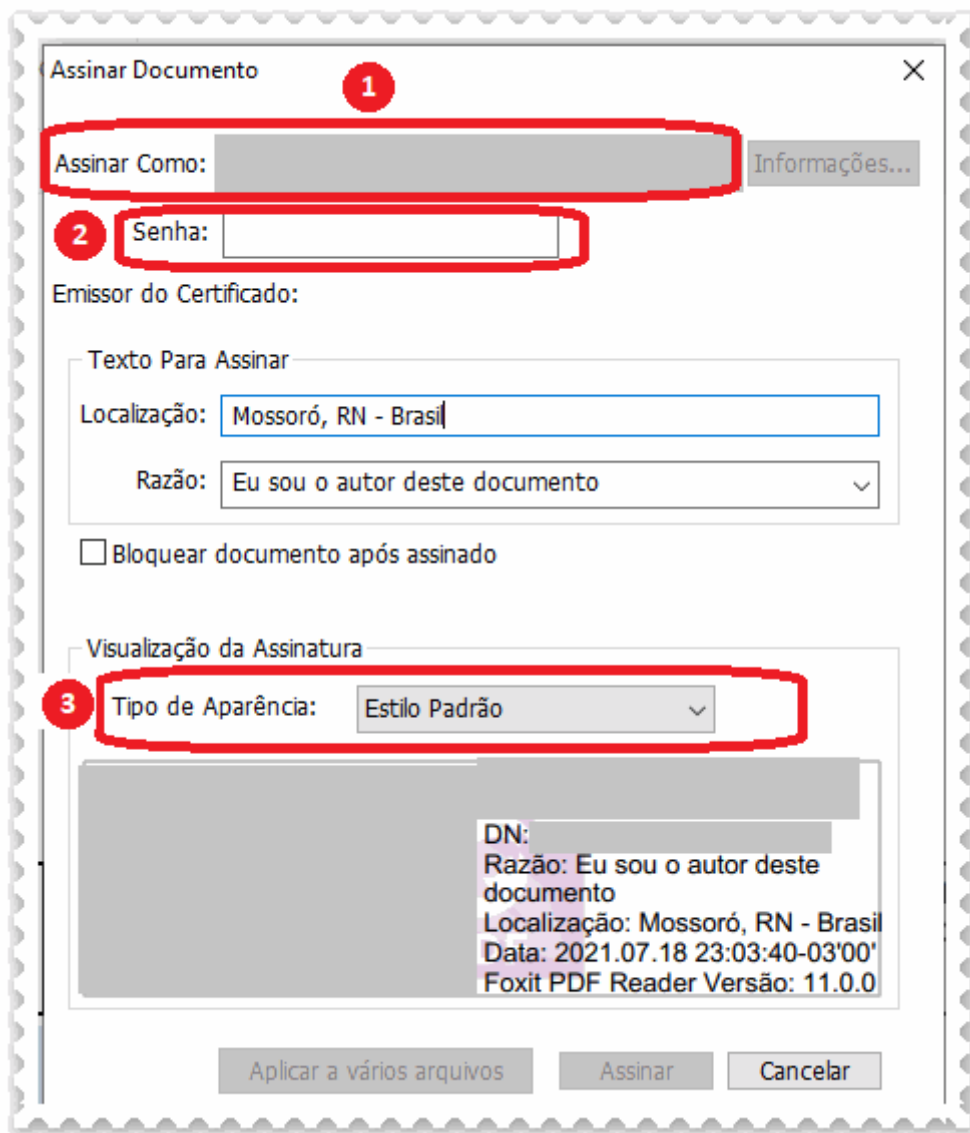 Assinar Documento
1
Assinar Como:
Informações...
2
Senha:
Emissor do Certificado:
Texto Para Assinar
Localização: Mossoró, RN - Brasil
Razão: Eu sou o autor deste documento
Bloquear documento após assinado
Visualização da Assinatura
3
Tipo de Aparência: Estilo Padrão
DN:
Razão: Eu sou o autor deste
documento
Localização: Mossoró, RN - Brasil
Data: 2021.07.18 23:03:40-03'00'
Foxit PDF Reader Versão: 11.0.0
Aplicar a vários arquivos Assinar Cancelar